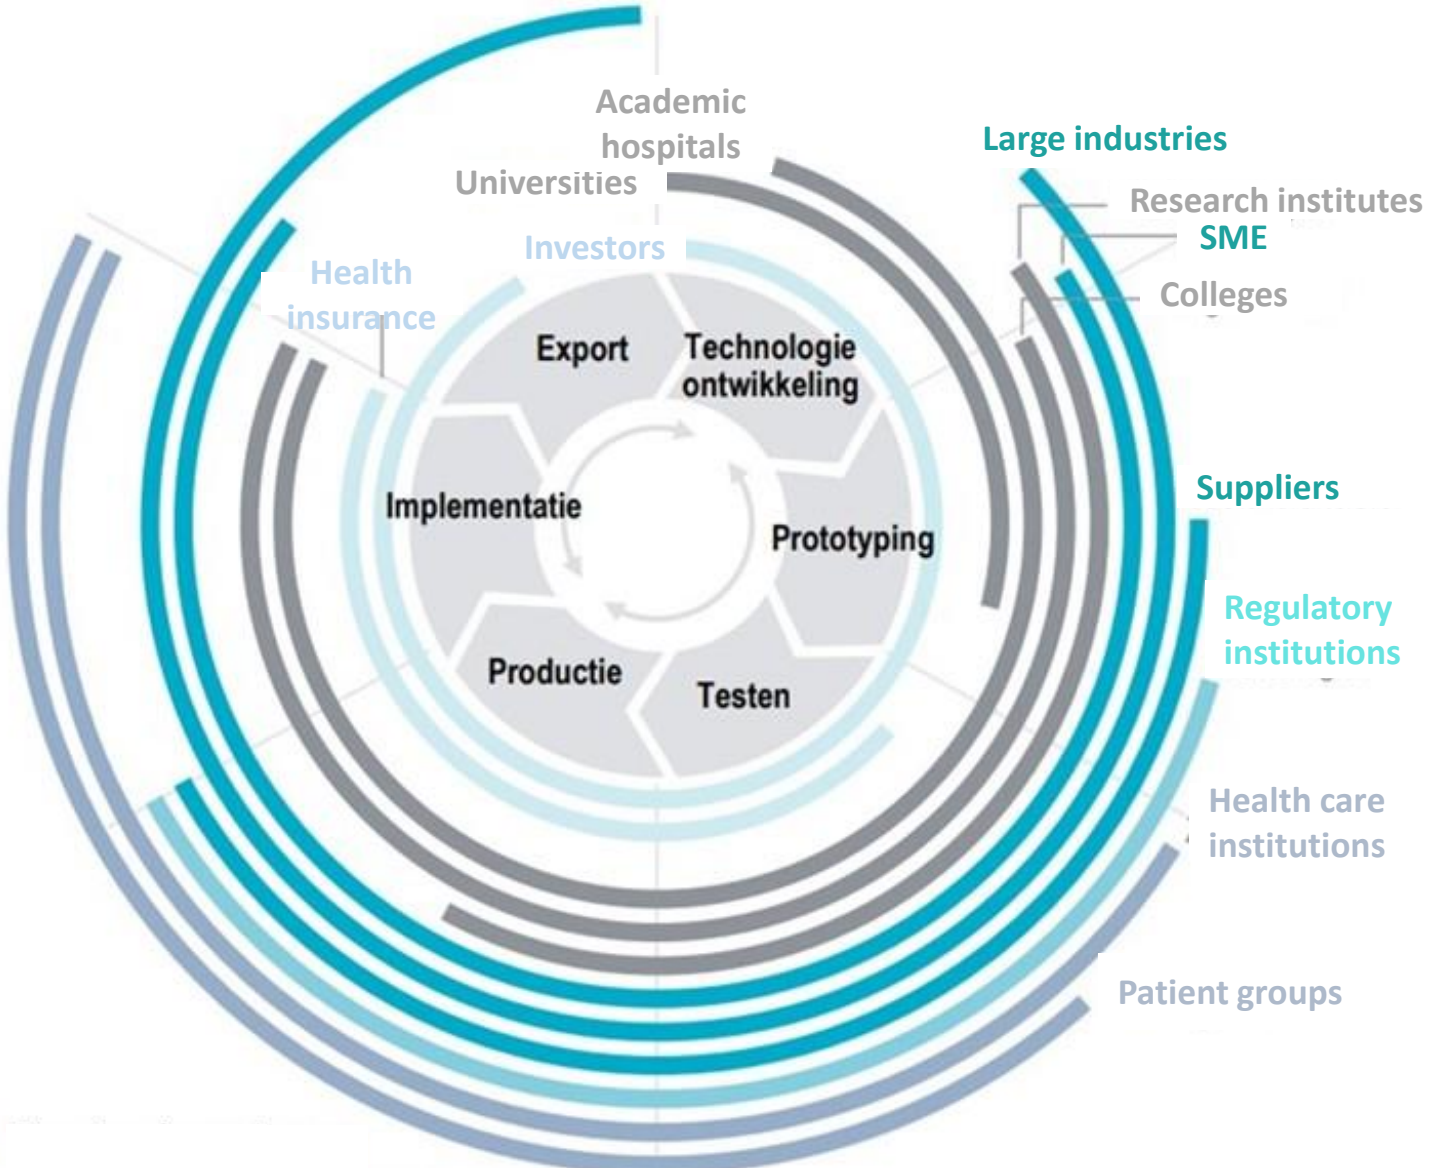 Academic
hospitals
Large industries
Universities
Research institutes
SME
Investors
Health
insurance
Colleges
Export
Technologie
ontwikkeling
Suppliers
Implementatie
Prototyping
Regulatory
institutions
Productie
Testen
Health care
institutions
Patient groups